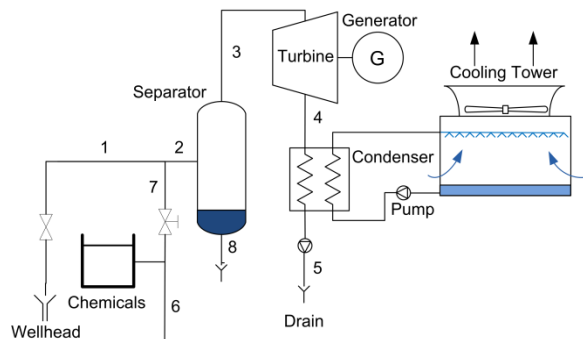 Generator
3
Turbine
G
Cooling Tower
Separator
4
1
2
Condenser
7
Pump
8
5
Chemicals
6
Wellhead
Drain